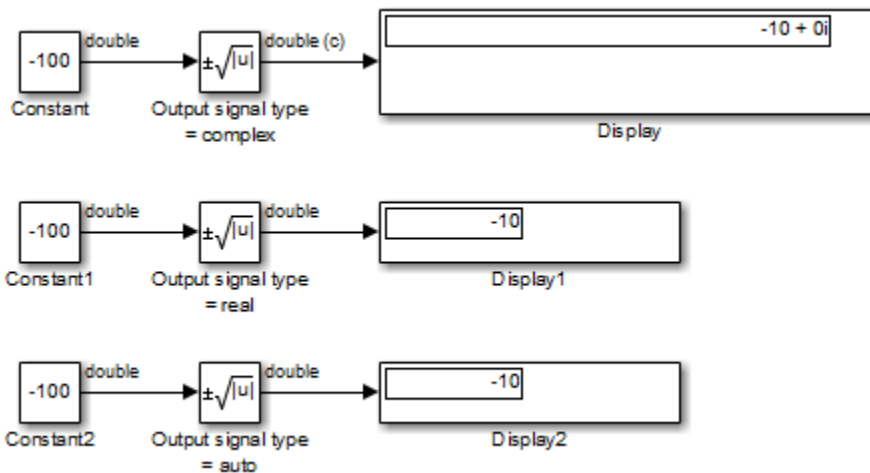 double
double (c)
-10 + 0i
-100
±√|u|
Constant
Output signal type
= complex
Display
double
double
-10
-100
±√|u|
Constant1
Output signal type
= real
Display1
double
double
-10
-100
±√|u|
Constant2
Output signal type
= auto
Display2